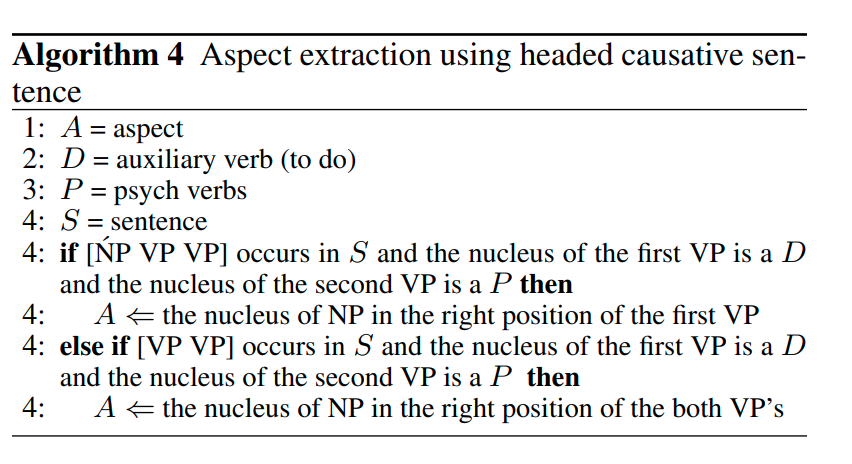 Algorithm 4 Aspect extraction using headed causative sen-
tence
1: A = aspect
2: D = auxiliary verb (to do)
3: P = psych verbs
4: S = sentence
4: if [ŃP VP VP] occurs in S and the nucleus of the first VP is a D
and the nucleus of the second VP is a P then
4: A ⇐ the nucleus of NP in the right position of the first VP
4: else if [VP VP] occurs in S and the nucleus of the first VP is a D
and the nucleus of the second VP is a P then
4: A ⇐ the nucleus of NP in the right position of the both VP's